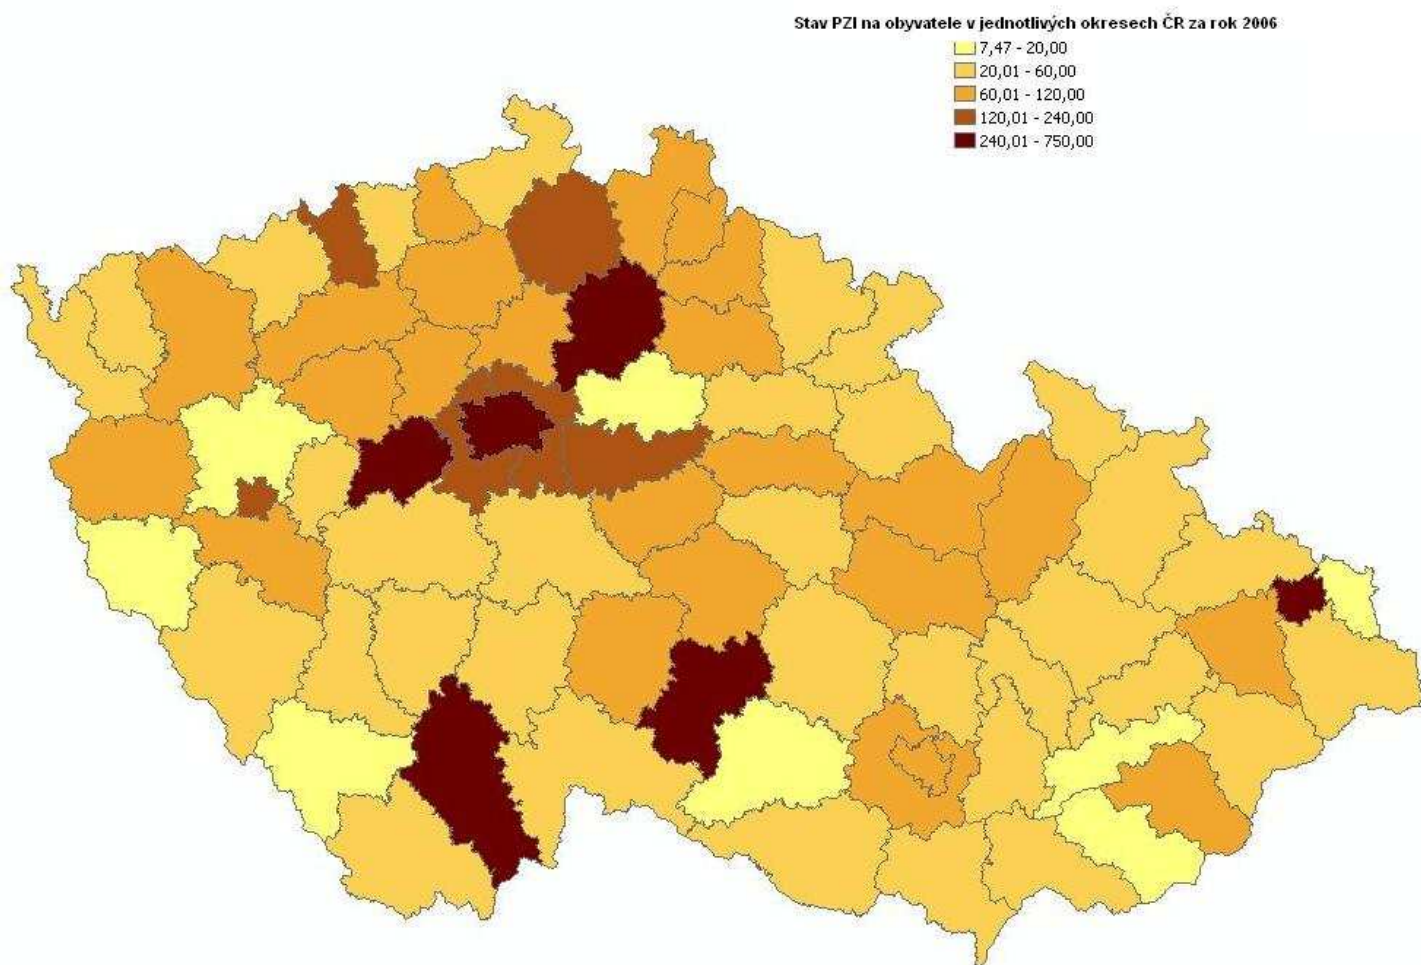 Stav PZI na obyvatele v jednotlivých okresech ČR za rok 2006
7,47 - 20,00
20,01 - 60,00
60,01 - 120,00
120,01 - 240,00
240,01 - 750,00